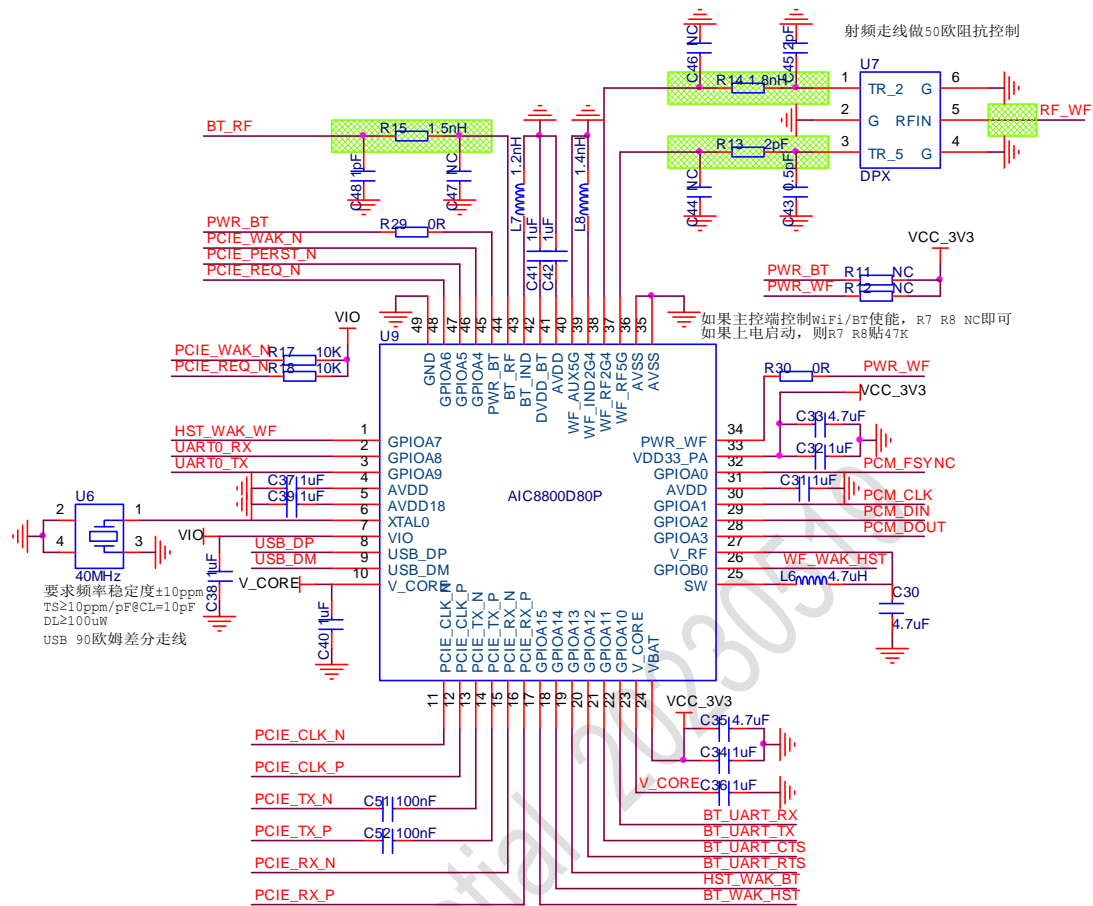 射频走线做50欧阻抗控制
C46 NC
C45 2pF
R14 1.8nH
U7
1 TR_2 G 6
2 G RFIN 5
3 TR_5 G 4
DPX
RF_WF
R13 2pF
C44 NC
C43 0.5pF
BT_RF
R15 1.5nH
C48 1pF
C47 NC
L7 1.2nH
L8 1.4nH
C41 1uF
C42 1uF
PWR_BT
R29 0R
PCIE_WAK_N
PCIE_PERST_N
PCIE_REQ_N
VCC_3V3
PWR_BT R11 NC
PWR_WF R12 NC
如果主控端控制WiFi/BT使能，R7 R8 NC即可
如果上电启动，则R7 R8贴47K
VIO
PCIE_WAK_N R17 10K
PCIE_REQ_N R18 10K
U9
49 GND
48 GPIOA6
47 GPIOA5
46 GPIOA4
45 PWR_BT
44 BT_RF
43 BT_IND
42 DVDD_BT
41 AVDD
40 WF_AUX5G
39 WF_IND2G4
38 WF_RF2G4
37 WF_RF5G
36 AVSS
35 AVSS
AIC8800D80P
HST_WAK_WF 1 GPIOA7
UART0_RX 2 GPIOA8
UART0_TX 3 GPIOA9
C37 1uF 4 AVDD
C39 1uF 5 AVDD18
6 XTAL0
VIO 7 VIO
USB_DP 8 USB_DP
USB_DM 9 USB_DM
V_CORE 10 V_CORE
C38 1uF
C40 1uF
U6
2 1
4 3
40MHz
要求频率稳定度±10ppm
TS≥10ppm/pF@CL=10pF
DL≥100uW
USB 90欧姆差分走线
R30 0R PWR_WF
VCC_3V3
C33 4.7uF
C32 1uF
34 PWR_WF
33 VDD33_PA
32 GPIOA0 PCM_FSYNC
31 AVDD C31 1uF
30 GPIOA1 PCM_CLK
29 GPIOA2 PCM_DIN
28 GPIOA3 PCM_DOUT
27 V_RF
26 GPIOB0 WF_WAK_HST
25 SW L6 4.7uH
C30
4.7uF
11 PCIE_CLK_N
12 PCIE_CLK_P
13 PCIE_TX_N
14 PCIE_TX_P
15 PCIE_RX_N
16 PCIE_RX_P
17 GPIOA15
18 GPIOA14
19 GPIOA13
20 GPIOA12
21 GPIOA11
22 GPIOA10
23 V_CORE
24 VBAT
VCC_3V3
C35 4.7uF
C34 1uF
V_CORE C36 1uF
PCIE_CLK_N
PCIE_CLK_P
PCIE_TX_N C51 100nF
PCIE_TX_P C52 100nF
PCIE_RX_N
PCIE_RX_P
BT_UART_RX
BT_UART_TX
BT_UART_CTS
BT_UART_RTS
HST_WAK_BT
BT_WAK_HST